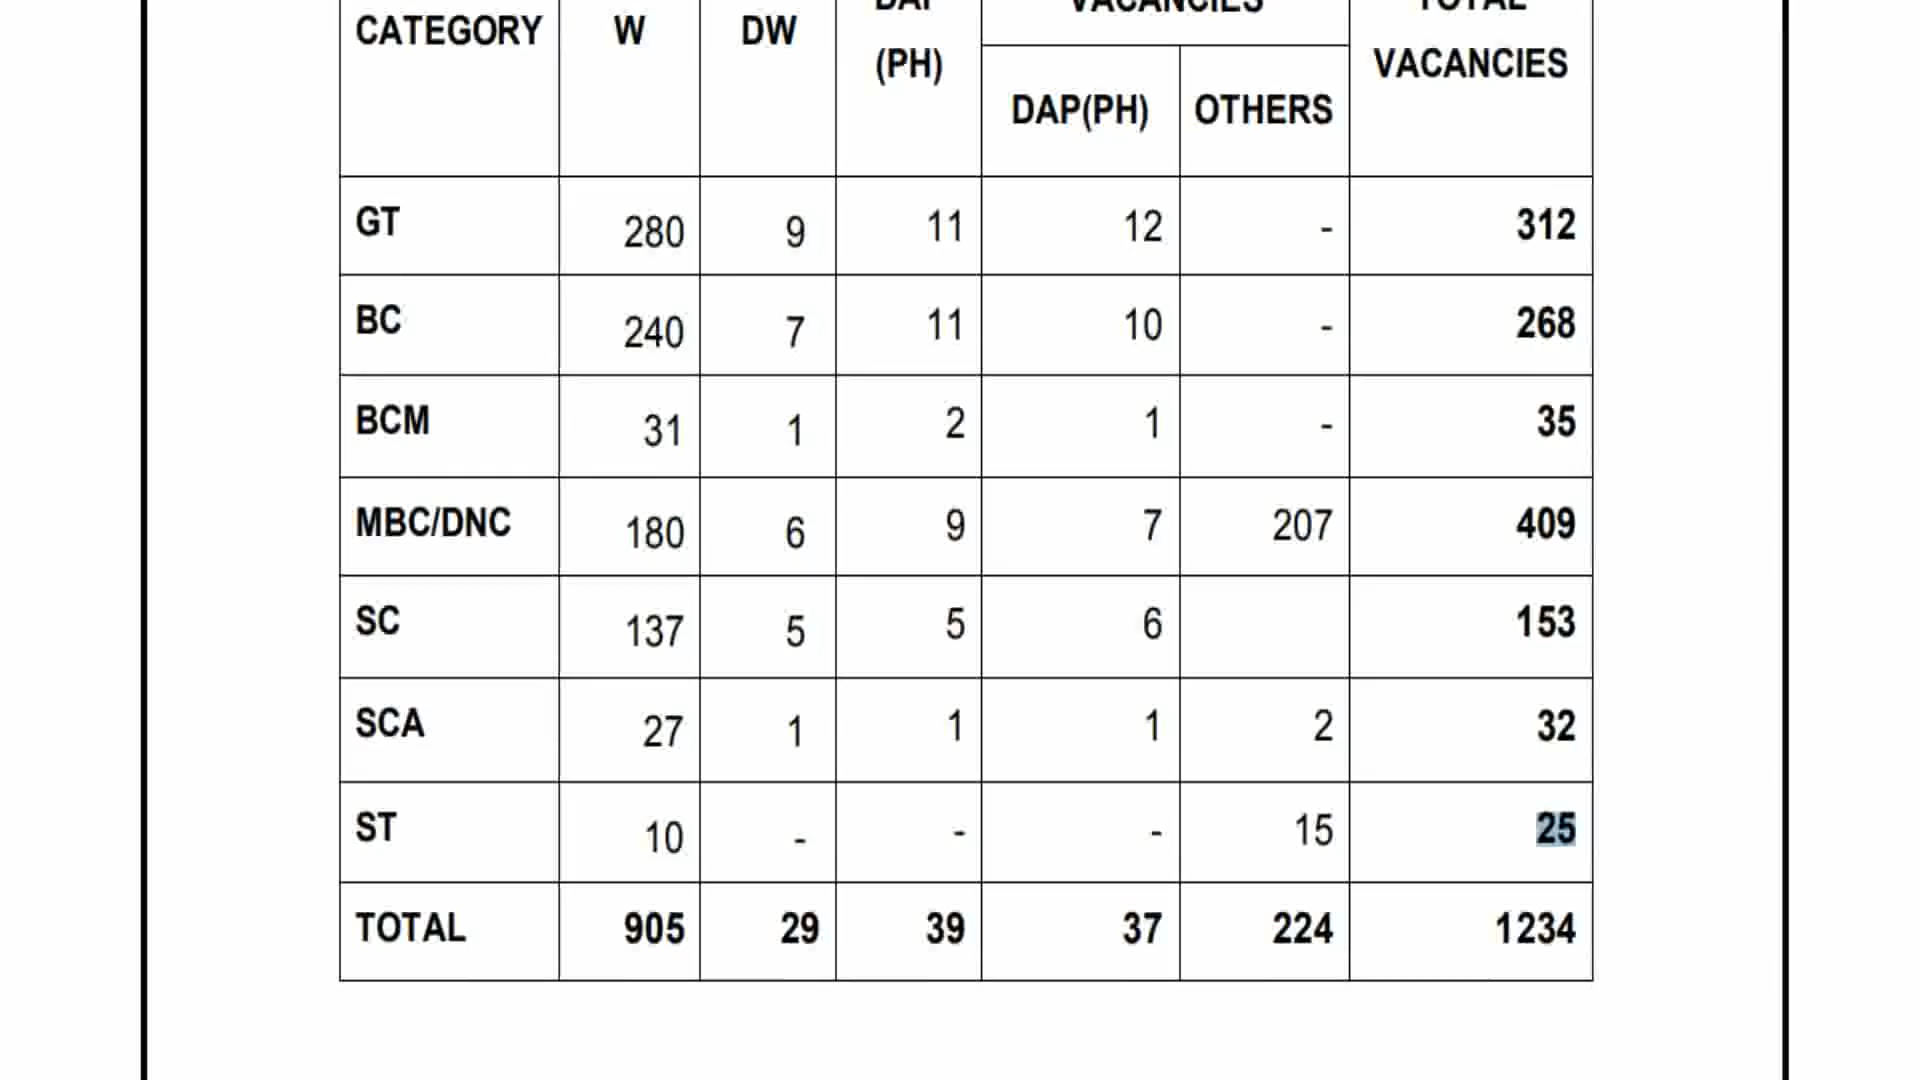 CATEGORY W DW DAP (PH) VACANCIES TOTAL VACANCIES
DAP(PH) OTHERS
GT 280 9 11 12 - 312
BC 240 7 11 10 - 268
BCM 31 1 2 1 - 35
MBC/DNC 180 6 9 7 207 409
SC 137 5 5 6 153
SCA 27 1 1 1 2 32
ST 10 - - - 15 25
TOTAL 905 29 39 37 224 1234